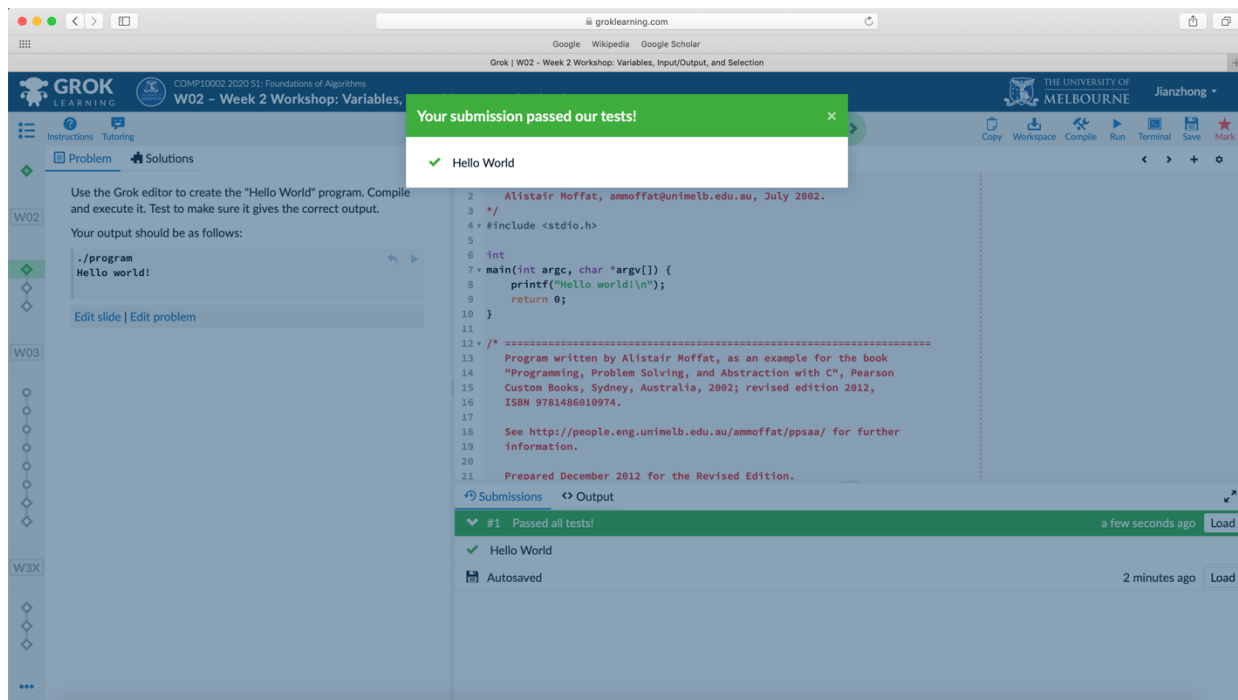 groklearning.com
Google Wikipedia Google Scholar
Grok | W02 - Week 2 Workshop: Variables, Input/Output, and Selection
GROK
LEARNING
COMP10002 2020 S1: Foundations of Algorithms
W02 – Week 2 Workshop: Variables,
THE UNIVERSITY OF
MELBOURNE
Jianzhong
Your submission passed our tests! ×
Hello World
Instructions Tutoring
Copy Workspace Compile Run Terminal Save Mark
Problem Solutions
W02
W03
W3X
Use the Grok editor to create the "Hello World" program. Compile
and execute it. Test to make sure it gives the correct output.
Your output should be as follows:
./program
Hello world!
Edit slide | Edit problem
2 Alistair Moffat, ammoffat@unimelb.edu.au, July 2002.
3 */
4 #include <stdio.h>
5
6 int
7 main(int argc, char *argv[]) {
8 printf("Hello world!\n");
9 return 0;
10 }
11
12 /* =====================================================================
13 Program written by Alistair Moffat, as an example for the book
14 "Programming, Problem Solving, and Abstraction with C", Pearson
15 Custom Books, Sydney, Australia, 2002; revised edition 2012,
16 ISBN 9781486010974.
17
18 See http://people.eng.unimelb.edu.au/ammoffat/ppsaa/ for further
19 information.
20
21 Prepared December 2012 for the Revised Edition.
Submissions Output
#1 Passed all tests! a few seconds ago Load
Hello World
Autosaved 2 minutes ago Load